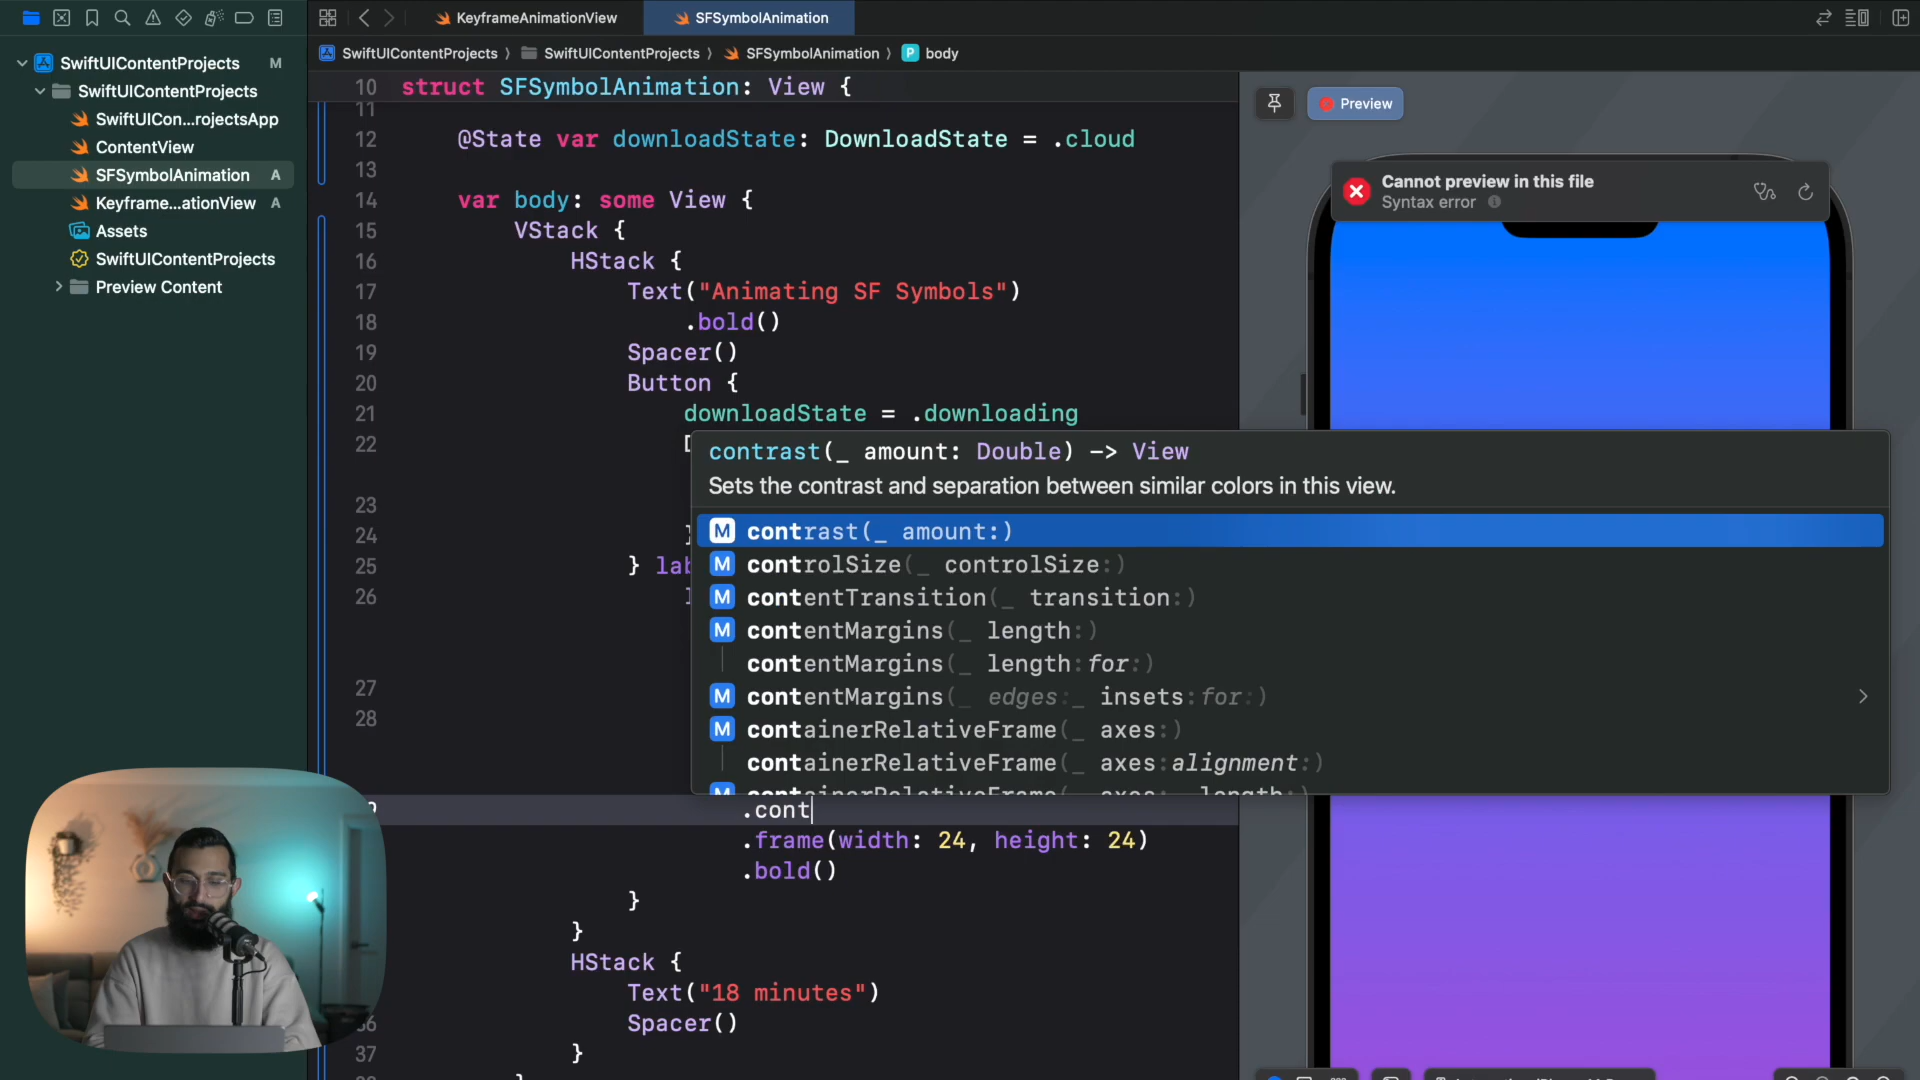 KeyframeAnimationView
SFSymbolAnimation
SwiftUIContentProjects M
SwiftUIContentProjects
SwiftUICon...rojectsApp
ContentView
SFSymbolAnimation A
Keyframe...ationView A
Assets
SwiftUIContentProjects
Preview Content
SwiftUIContentProjects 〉 SwiftUIContentProjects 〉 SFSymbolAnimation 〉 P body
10 struct SFSymbolAnimation: View {
11
12 @State var downloadState: DownloadState = .cloud
13
14 var body: some View {
15 VStack {
16 HStack {
17 Text("Animating SF Symbols")
18 .bold()
19 Spacer()
20 Button {
21 downloadState = .downloading
22
23
24
25 } lab
26
27
28
contrast(_ amount: Double) -> View
Sets the contrast and separation between similar colors in this view.
M contrast(_ amount:)
M controlSize(_ controlSize:)
M contentTransition(_ transition:)
M contentMargins(_ length:)
contentMargins(_ length:for:)
M contentMargins(_ edges:_ insets:for:)
M containerRelativeFrame(_ axes:)
containerRelativeFrame(_ axes:alignment:)
.cont
.frame(width: 24, height: 24)
.bold()
}
}
HStack {
Text("18 minutes")
36 Spacer()
37 }
Preview
Cannot preview in this file
Syntax error